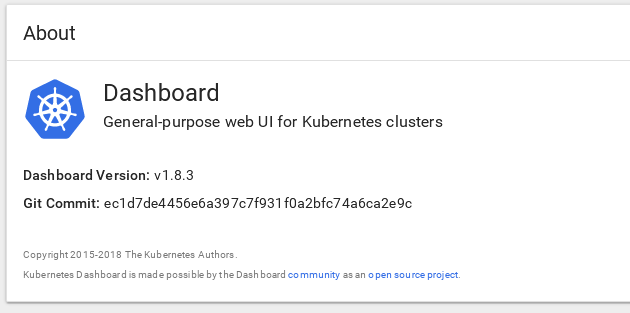 About
Dashboard
General-purpose web UI for Kubernetes clusters
Dashboard Version: v1.8.3
Git Commit: ec1d7de4456e6a397c7f931f0a2bfc74a6ca2e9c
Copyright 2015-2018 The Kubernetes Authors.
Kubernetes Dashboard is made possible by the Dashboard community as an open source project.